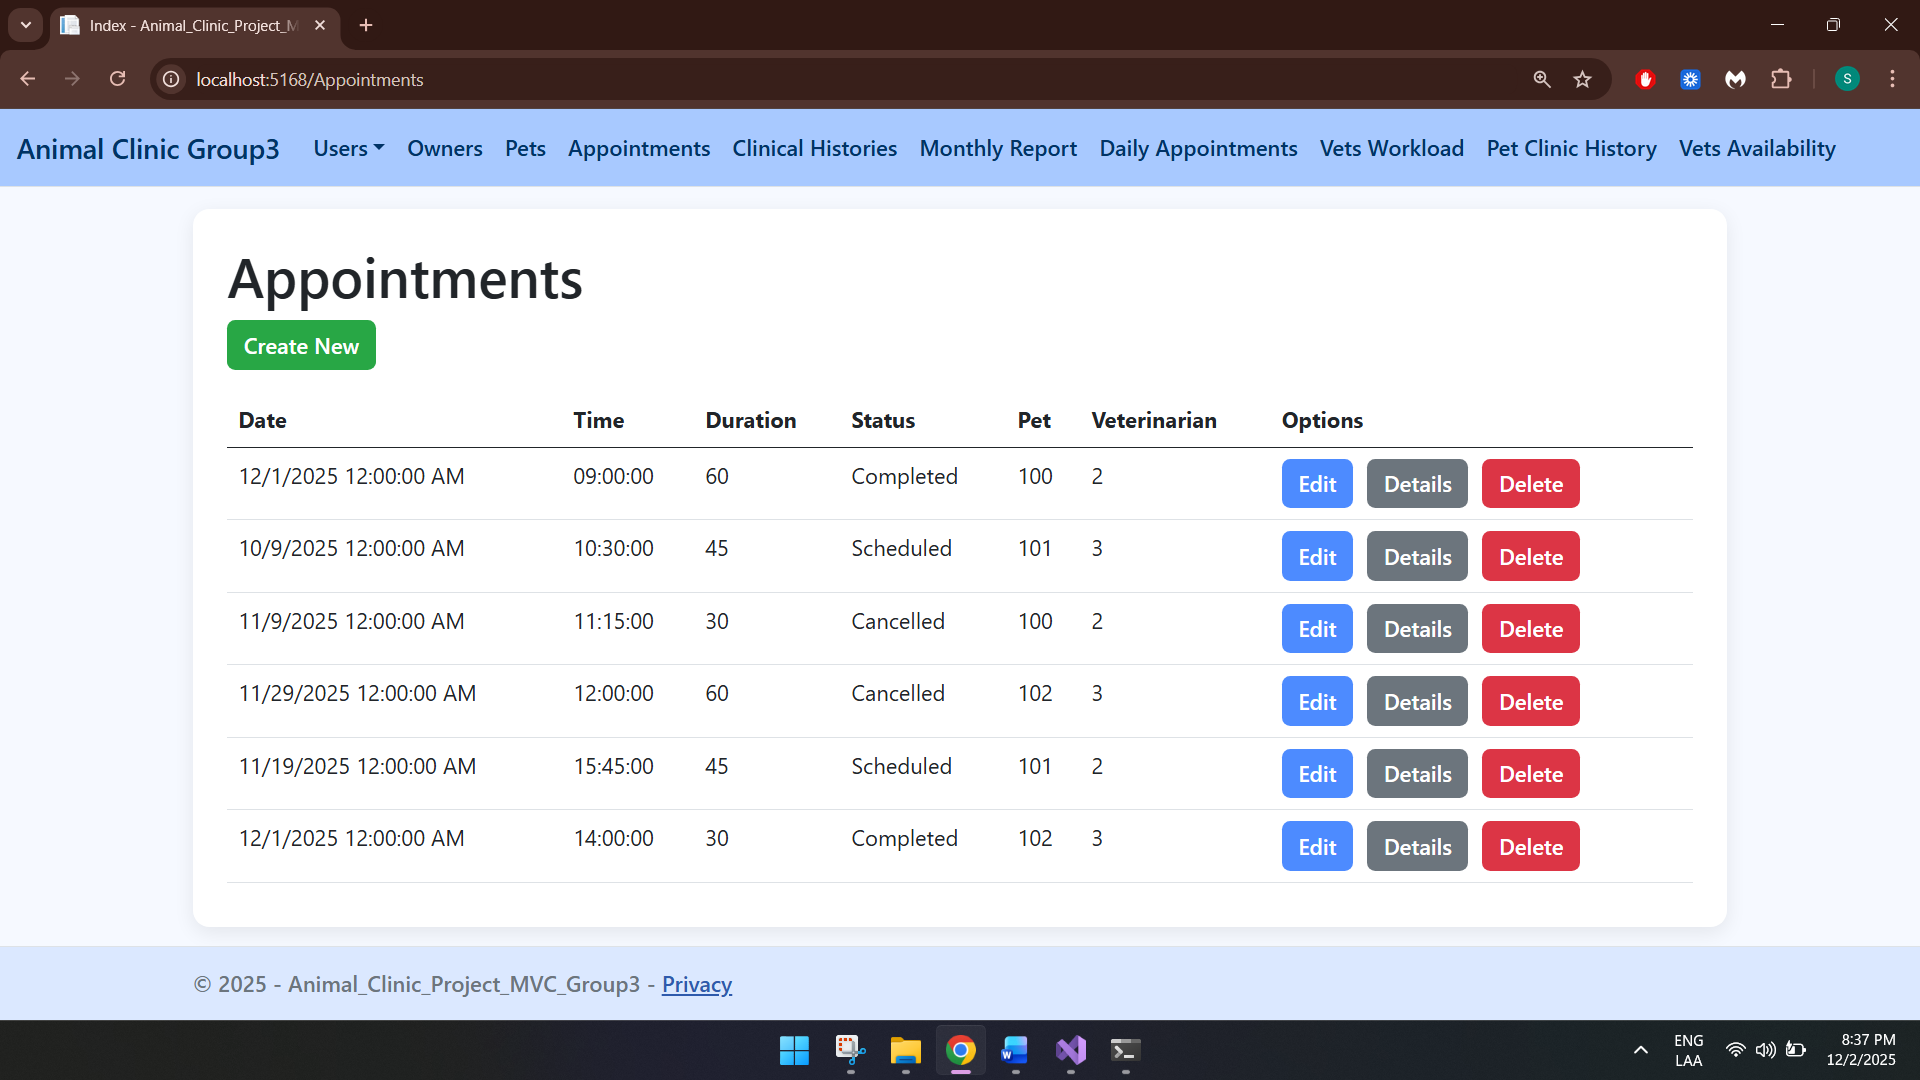 Index - Animal_Clinic_Project_M
localhost:5168/Appointments
S
Animal Clinic Group3 Users Owners Pets Appointments Clinical Histories Monthly Report Daily Appointments Vets Workload Pet Clinic History Vets Availability
Appointments
Create New
Date Time Duration Status Pet Veterinarian Options
12/1/2025 12:00:00 AM 09:00:00 60 Completed 100 2 Edit Details Delete
10/9/2025 12:00:00 AM 10:30:00 45 Scheduled 101 3 Edit Details Delete
11/9/2025 12:00:00 AM 11:15:00 30 Cancelled 100 2 Edit Details Delete
11/29/2025 12:00:00 AM 12:00:00 60 Cancelled 102 3 Edit Details Delete
11/19/2025 12:00:00 AM 15:45:00 45 Scheduled 101 2 Edit Details Delete
12/1/2025 12:00:00 AM 14:00:00 30 Completed 102 3 Edit Details Delete
© 2025 - Animal_Clinic_Project_MVC_Group3 - Privacy
ENG 8:37 PM
LAA 12/2/2025